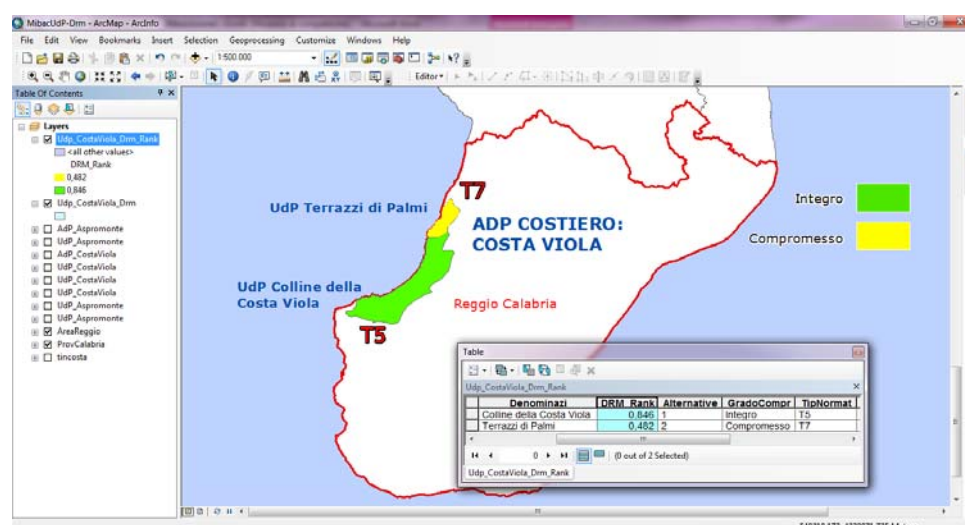 MibacUdP-Drm - ArcMap - ArcInfo
File Edit View Bookmarks Insert Selection Geoprocessing Customize Windows Help
1:500.000
Editor
Table Of Contents
Layers
Udp_CostaViola_Drm_Rank
<all other values>
DRM_Rank
0,482
0,846
Udp_CostaViola_Drm
AdP_Aspromonte
UdP_Aspromonte
AdP_CostaViola
UdP_CostaViola
UdP_CostaViola
UdP_CostaViola
UdP_Aspromonte
UdP_Aspromonte
AreaReggio
ProvCalabria
tincosta
T7
UdP Terrazzi di Palmi
ADP COSTIERO:
COSTA VIOLA
UdP Colline della
Costa Viola
Reggio Calabria
T5
Integro
Compromesso
Table
Udp_CostaViola_Drm_Rank
Denominazi DRM_Rank Alternative GradoCompr TipNormat
Colline della Costa Viola 0,846 1 Integro T5
Terrazzi di Palmi 0,482 2 Compromesso T7
0 (0 out of 2 Selected)
Udp_CostaViola_Drm_Rank